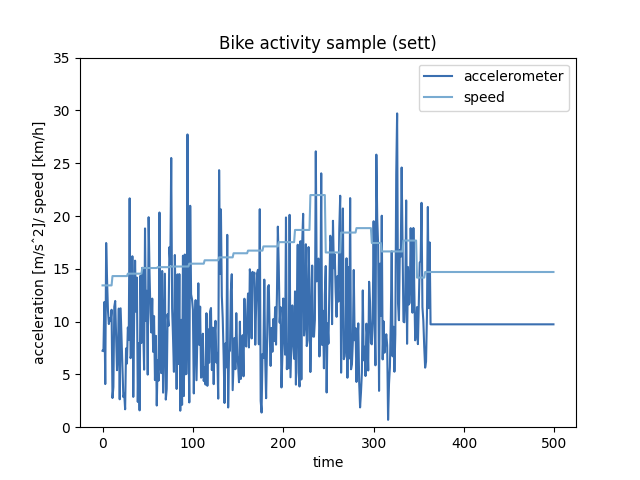 Bike activity sample (sett)
accelerometer
speed
acceleration [m/s^2]/ speed [km/h]
35
30
25
20
15
10
5
0
0
100
200
300
400
500
time